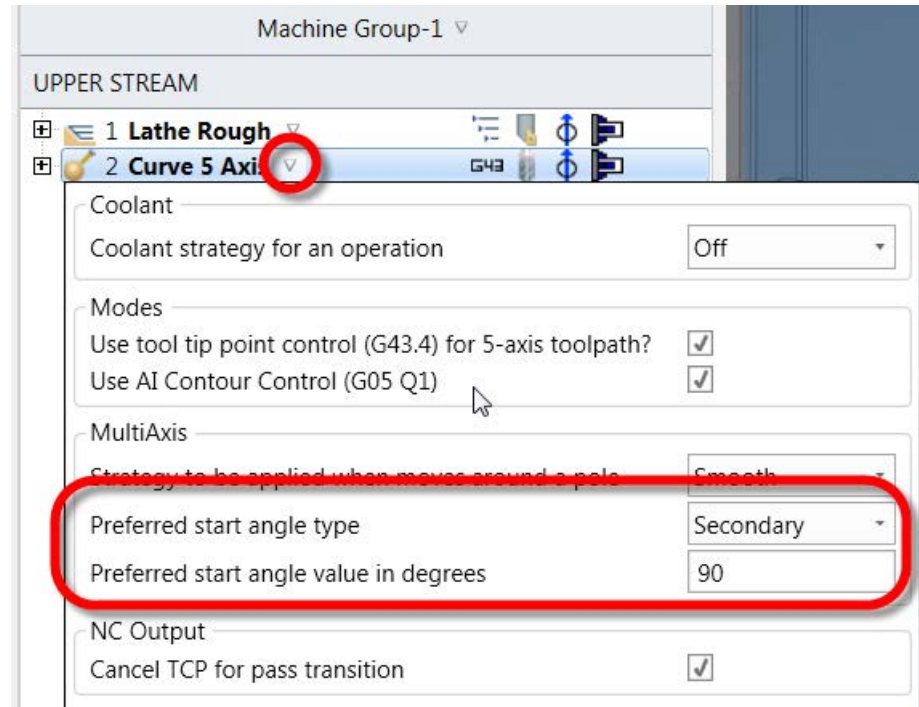 Machine Group-1
UPPER STREAM
1 Lathe Rough
2 Curve 5 Axis G43
Coolant
Coolant strategy for an operation Off
Modes
Use tool tip point control (G43.4) for 5-axis toolpath?
Use AI Contour Control (G05 Q1)
MultiAxis
Strategy to be applied when moves around a pole Smooth
Preferred start angle type Secondary
Preferred start angle value in degrees 90
NC Output
Cancel TCP for pass transition